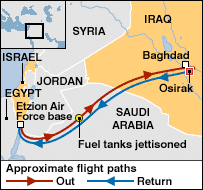 SYRIA
IRAQ
Baghdad
ISRAEL
JORDAN
Osirak
EGYPT
Etzion Air
Force base
SAUDI
ARABIA
Fuel tanks jettisoned
Approximate flight paths
Out
Return